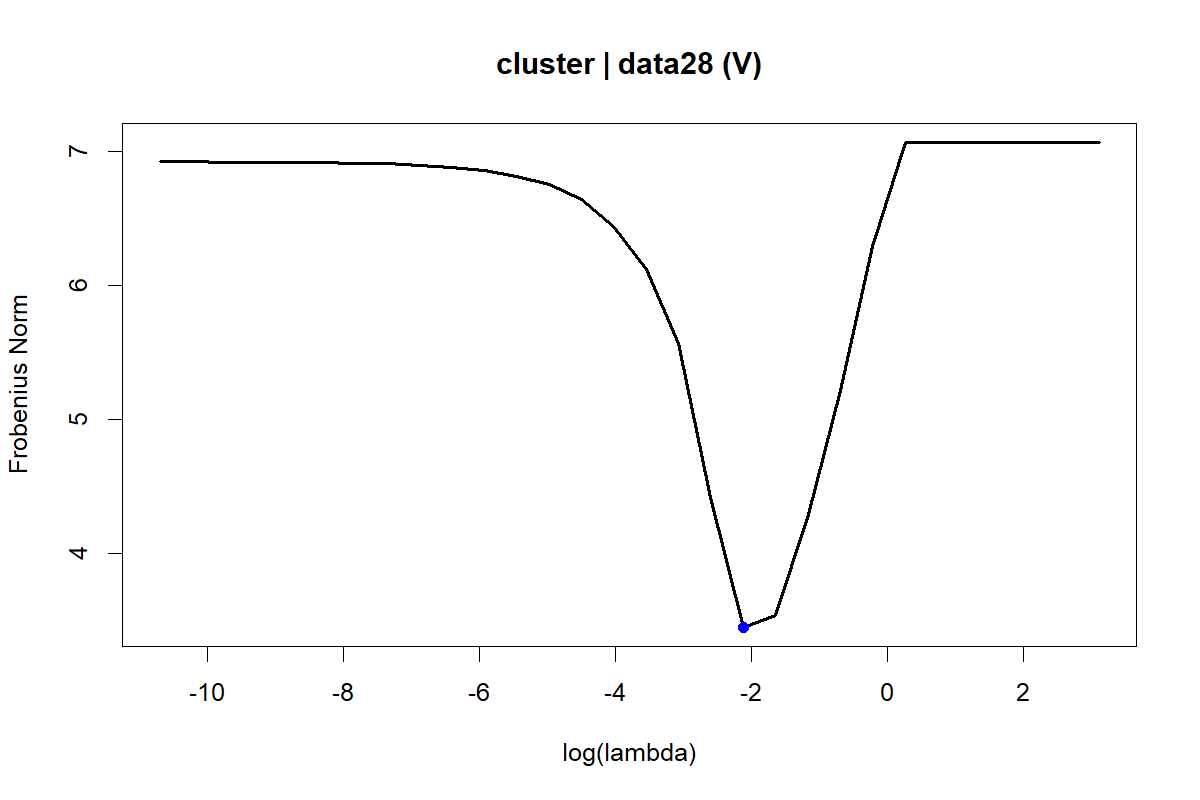 cluster | data28 (V)
Frobenius Norm
7
6
5
4
-10 -8 -6 -4 -2 0 2
log(lambda)